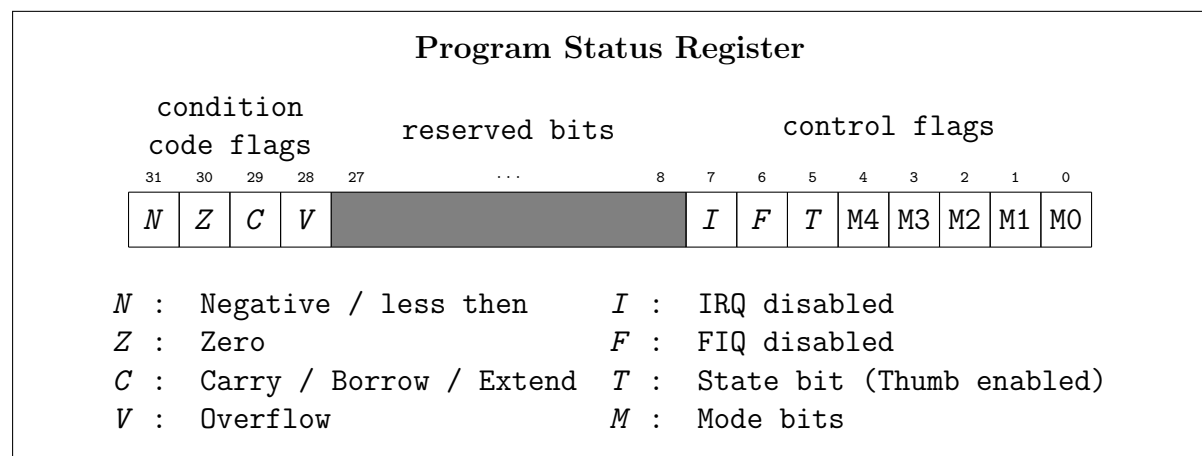 Program Status Register
condition
code flags
reserved bits
control flags
31 30 29 28 27 ... 8 7 6 5 4 3 2 1 0
N Z C V I F T M4 M3 M2 M1 M0
N : Negative / less then I : IRQ disabled
Z : Zero F : FIQ disabled
C : Carry / Borrow / Extend T : State bit (Thumb enabled)
V : Overflow M : Mode bits